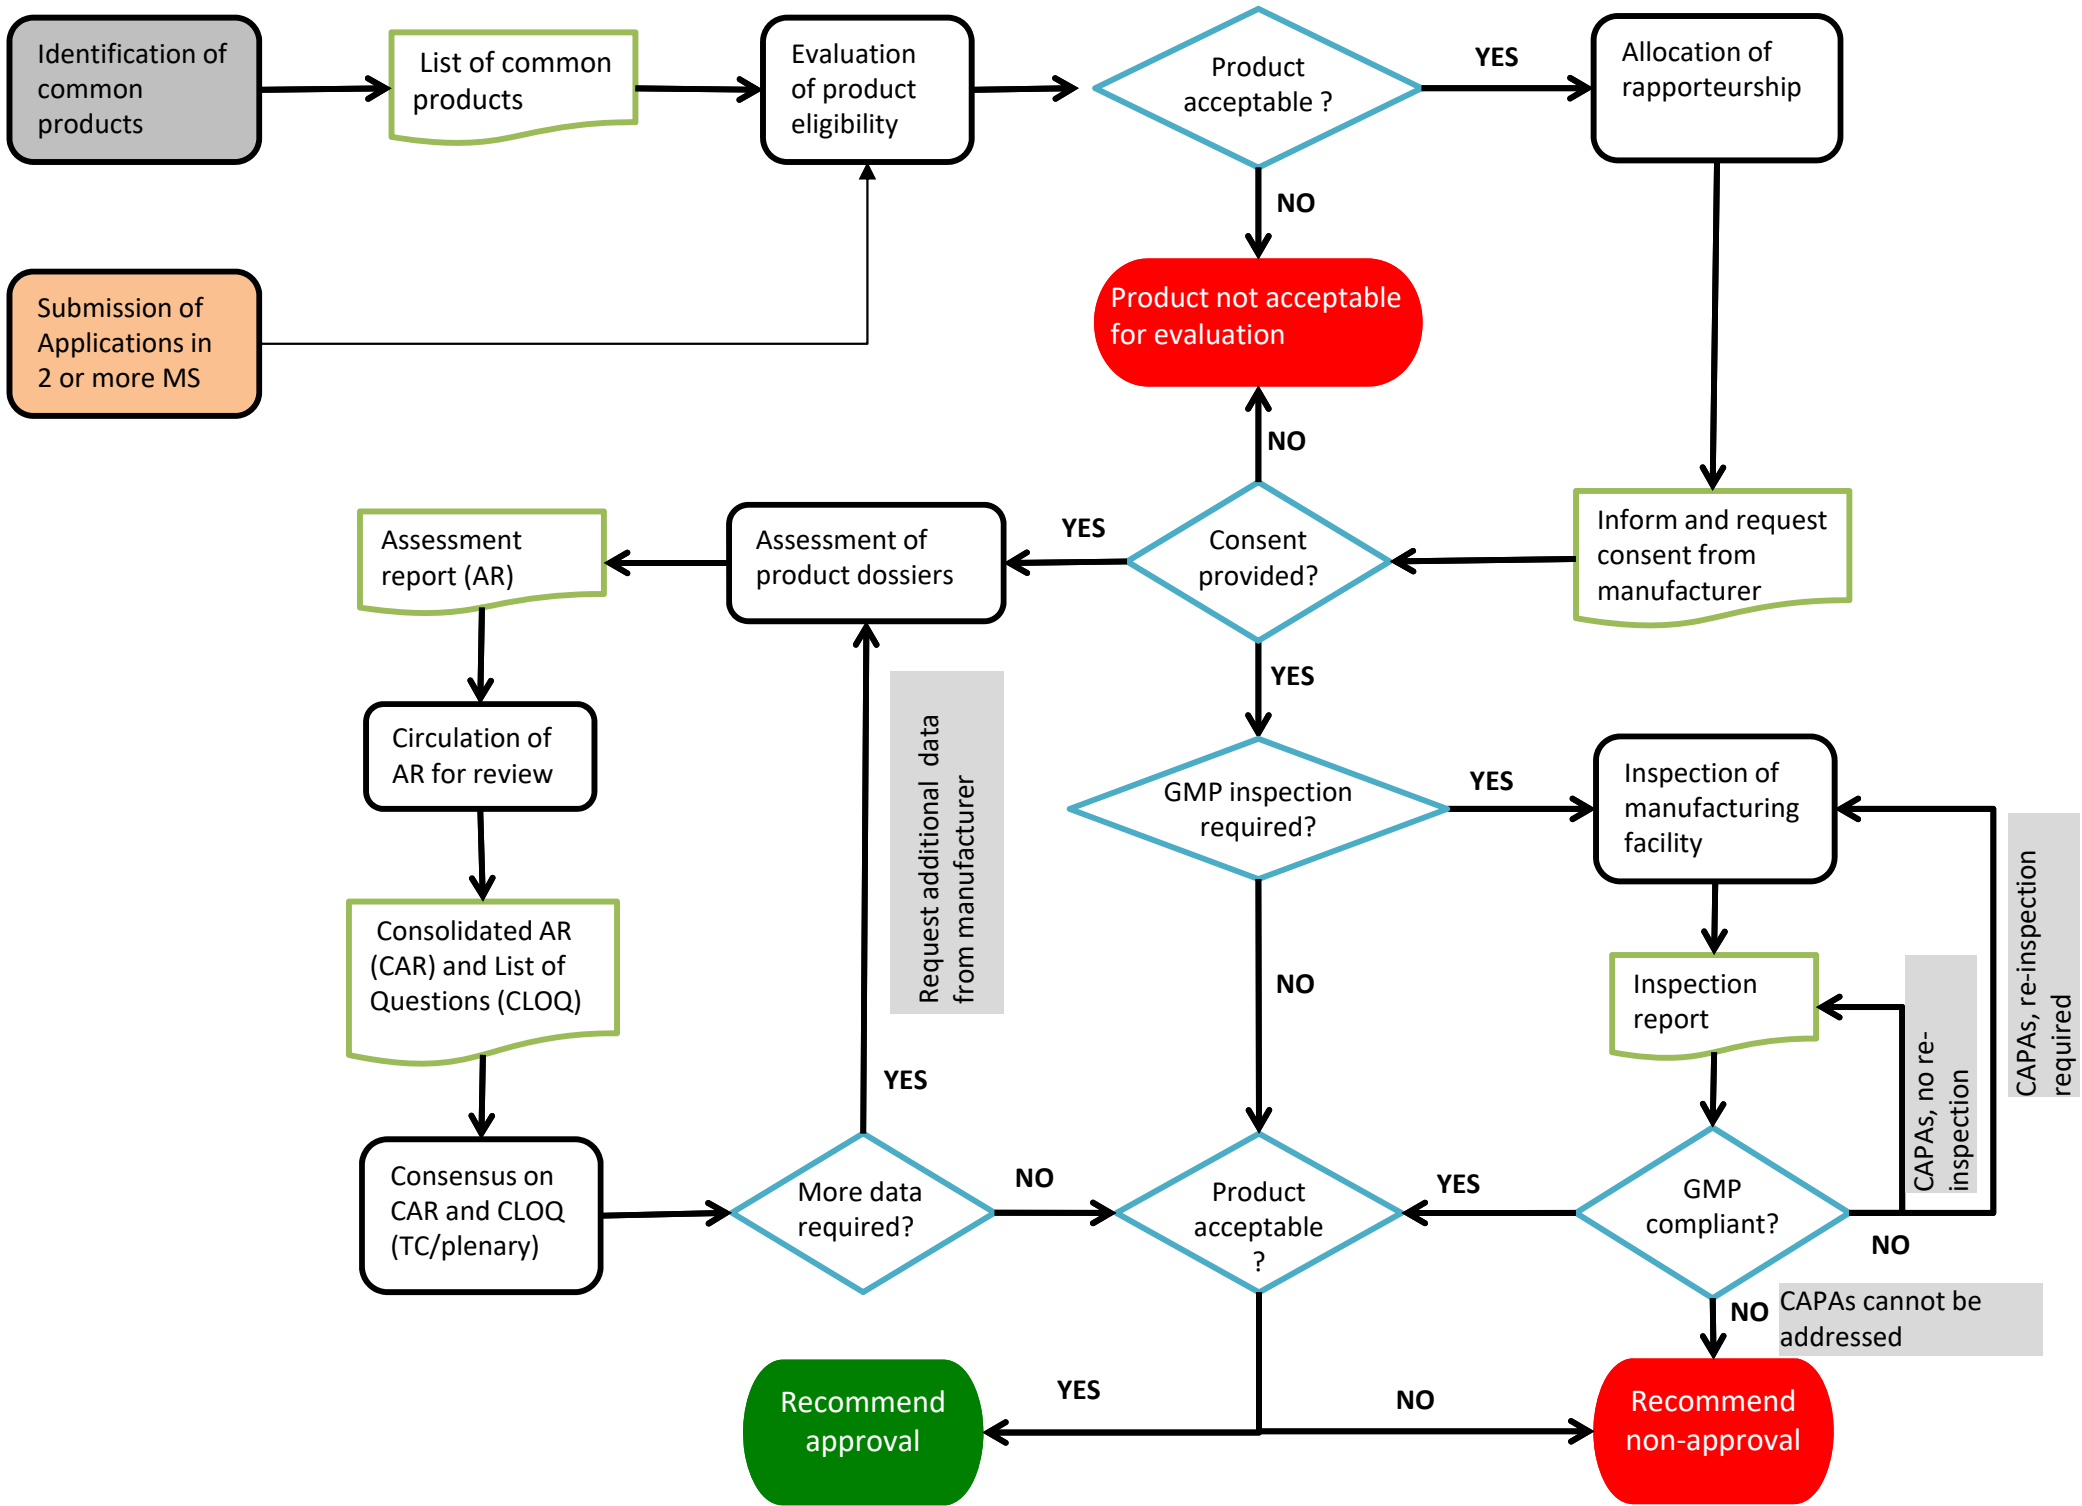 Identification of
common
products
List of common
products
Evaluation
of product
eligibility
Product
acceptable ?
YES
Allocation of
rapporteurship
NO
Submission of
Applications in
2 or more MS
Product not acceptable
for evaluation
NO
Assessment
report (AR)
Assessment of
product dossiers
YES
Consent
provided?
Inform and request
consent from
manufacturer
YES
Circulation of
AR for review
Request additional data
from manufacturer
GMP inspection
required?
YES
Inspection of
manufacturing
facility
CAPAs, re-inspection
required
Consolidated AR
(CAR) and List of
Questions (CLOQ)
NO
Inspection
report
CAPAs, no re-
inspection
YES
Consensus on
CAR and CLOQ
(TC/plenary)
More data
required?
NO
Product
acceptable
?
YES
GMP
compliant?
NO
NO
CAPAs cannot be
addressed
Recommend
approval
YES
NO
Recommend
non-approval